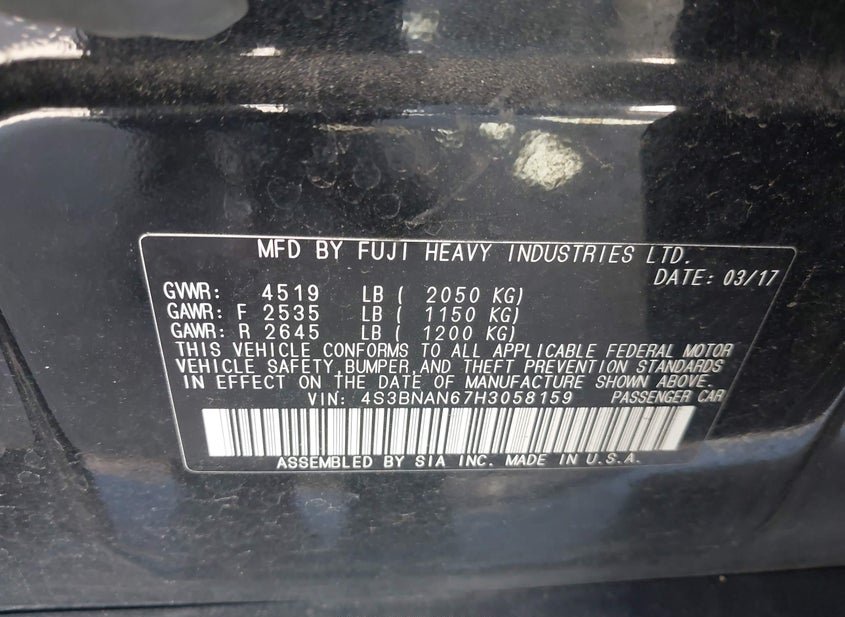 MFD BY FUJI HEAVY INDUSTRIES LTD.
DATE: 03/17
GVWR: 4519 LB ( 2050 KG)
GAWR: F 2535 LB ( 1150 KG)
GAWR: R 2645 LB ( 1200 KG)
THIS VEHICLE CONFORMS TO ALL APPLICABLE FEDERAL MOTOR
VEHICLE SAFETY, BUMPER, AND THEFT PREVENTION STANDARDS
IN EFFECT ON THE DATE OF MANUFACTURE SHOWN ABOVE.
VIN: 4S3BNAN67H3058159 PASSENGER CAR
ASSEMBLED BY SIA INC. MADE IN U.S.A.